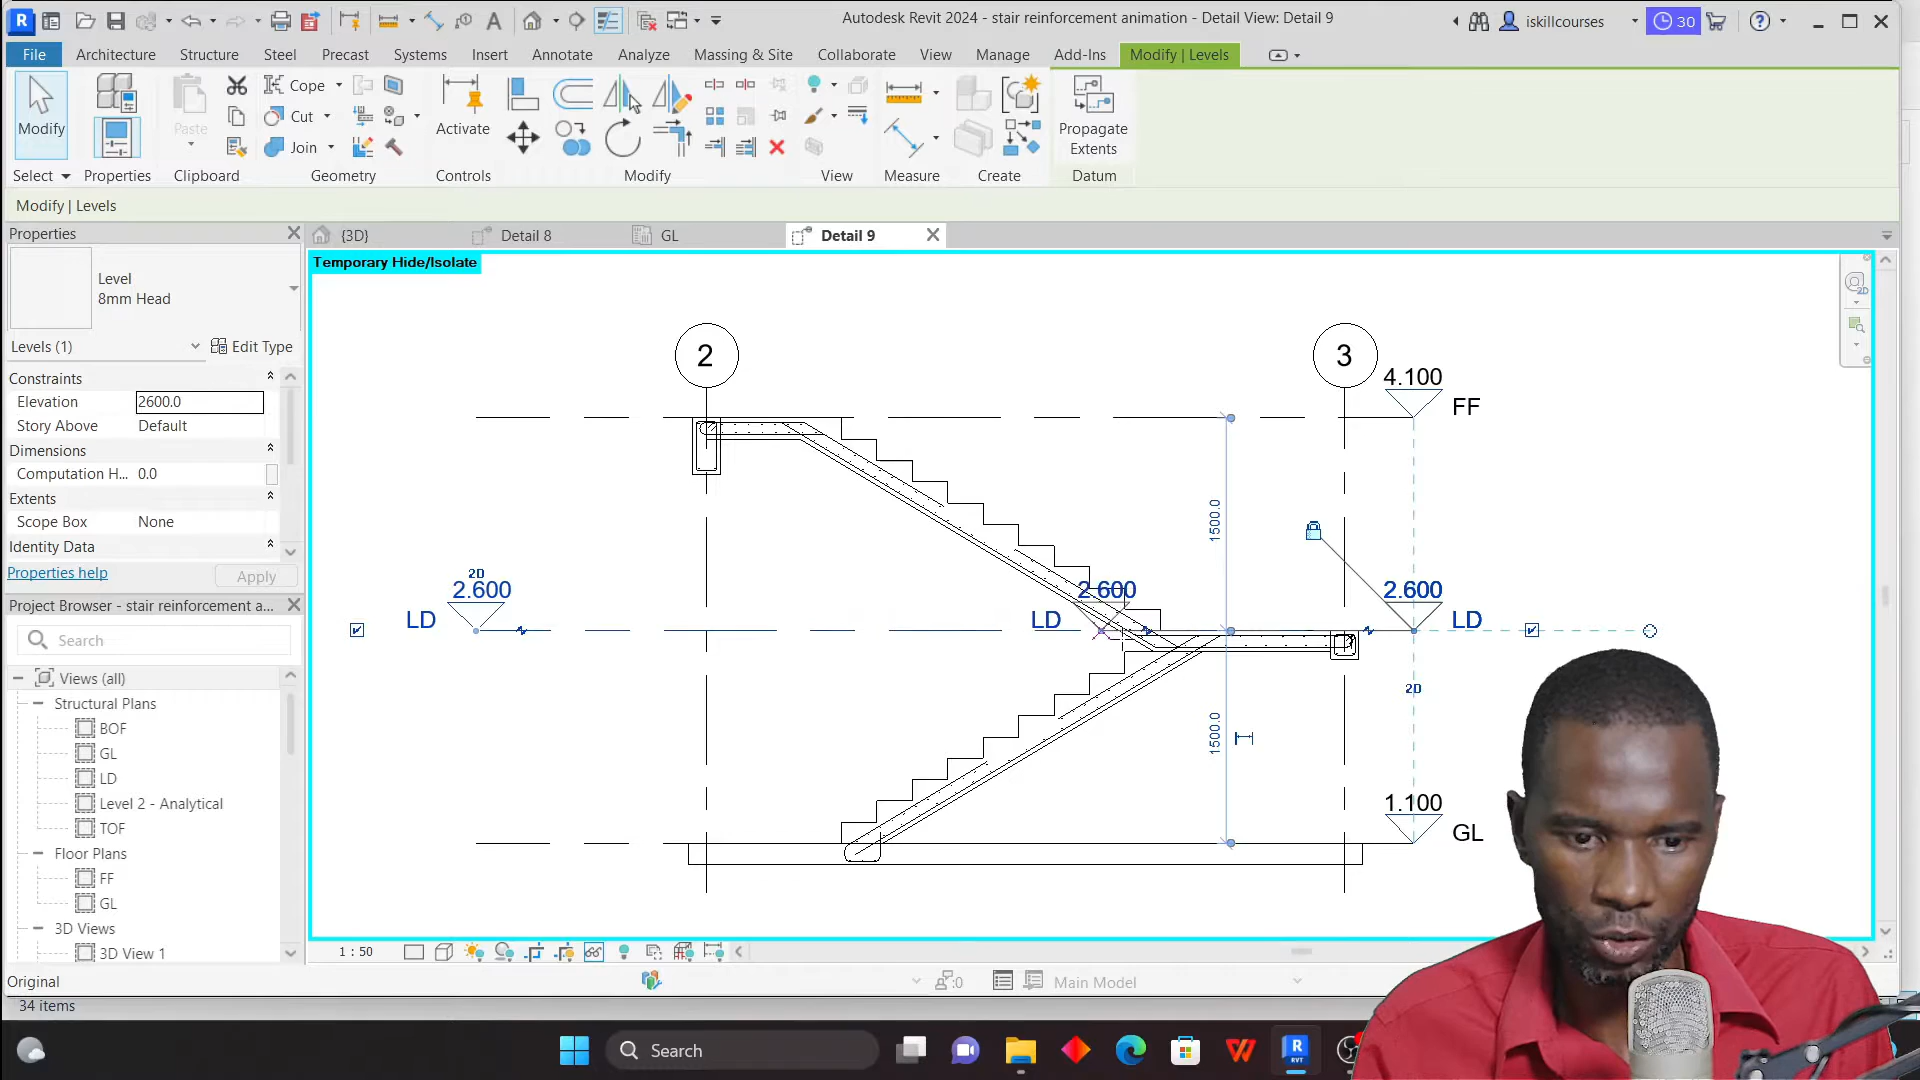 Autodesk Revit 2024 - stair reinforcement animation - Detail View: Detail 9
iskillcourses
30
File Architecture Structure Steel Precast Systems Insert Annotate Analyze Massing & Site Collaborate View Manage Add-Ins Modify | Levels
Modify
Paste
Cope
Cut
Join
Activate
Propagate
Extents
Select Properties Clipboard Geometry Controls Modify View Measure Create Datum
Modify | Levels
Properties
{3D} Detail 8 GL Detail 9
Temporary Hide/Isolate
Level
8mm Head
Levels (1) Edit Type
Constraints
Elevation 2600.0
Story Above Default
Dimensions
Computation H... 0.0
Extents
Scope Box None
Identity Data
Properties help Apply
Project Browser - stair reinforcement a...
Search
Views (all)
Structural Plans
BOF
GL
LD
Level 2 - Analytical
TOF
Floor Plans
FF
GL
3D Views
3D View 1
2 3
4.100
FF
1500.0
2D
2.600 2.600 2.600
LD LD LD
2D
1500.0
1.100
GL
1 : 50
Original
:0
Main Model
34 items
Search